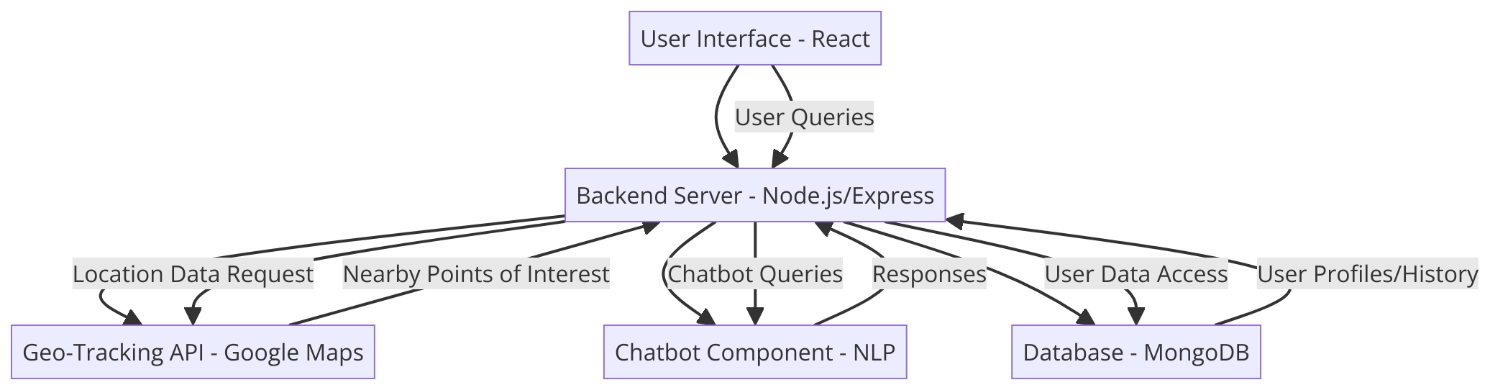 User Interface - React
User Queries
Backend Server - Node.js/Express
Location Data Request
Nearby Points of Interest
Chatbot Queries
Responses
User Data Access
User Profiles/History
Geo-Tracking API - Google Maps
Chatbot Component - NLP
Database - MongoDB